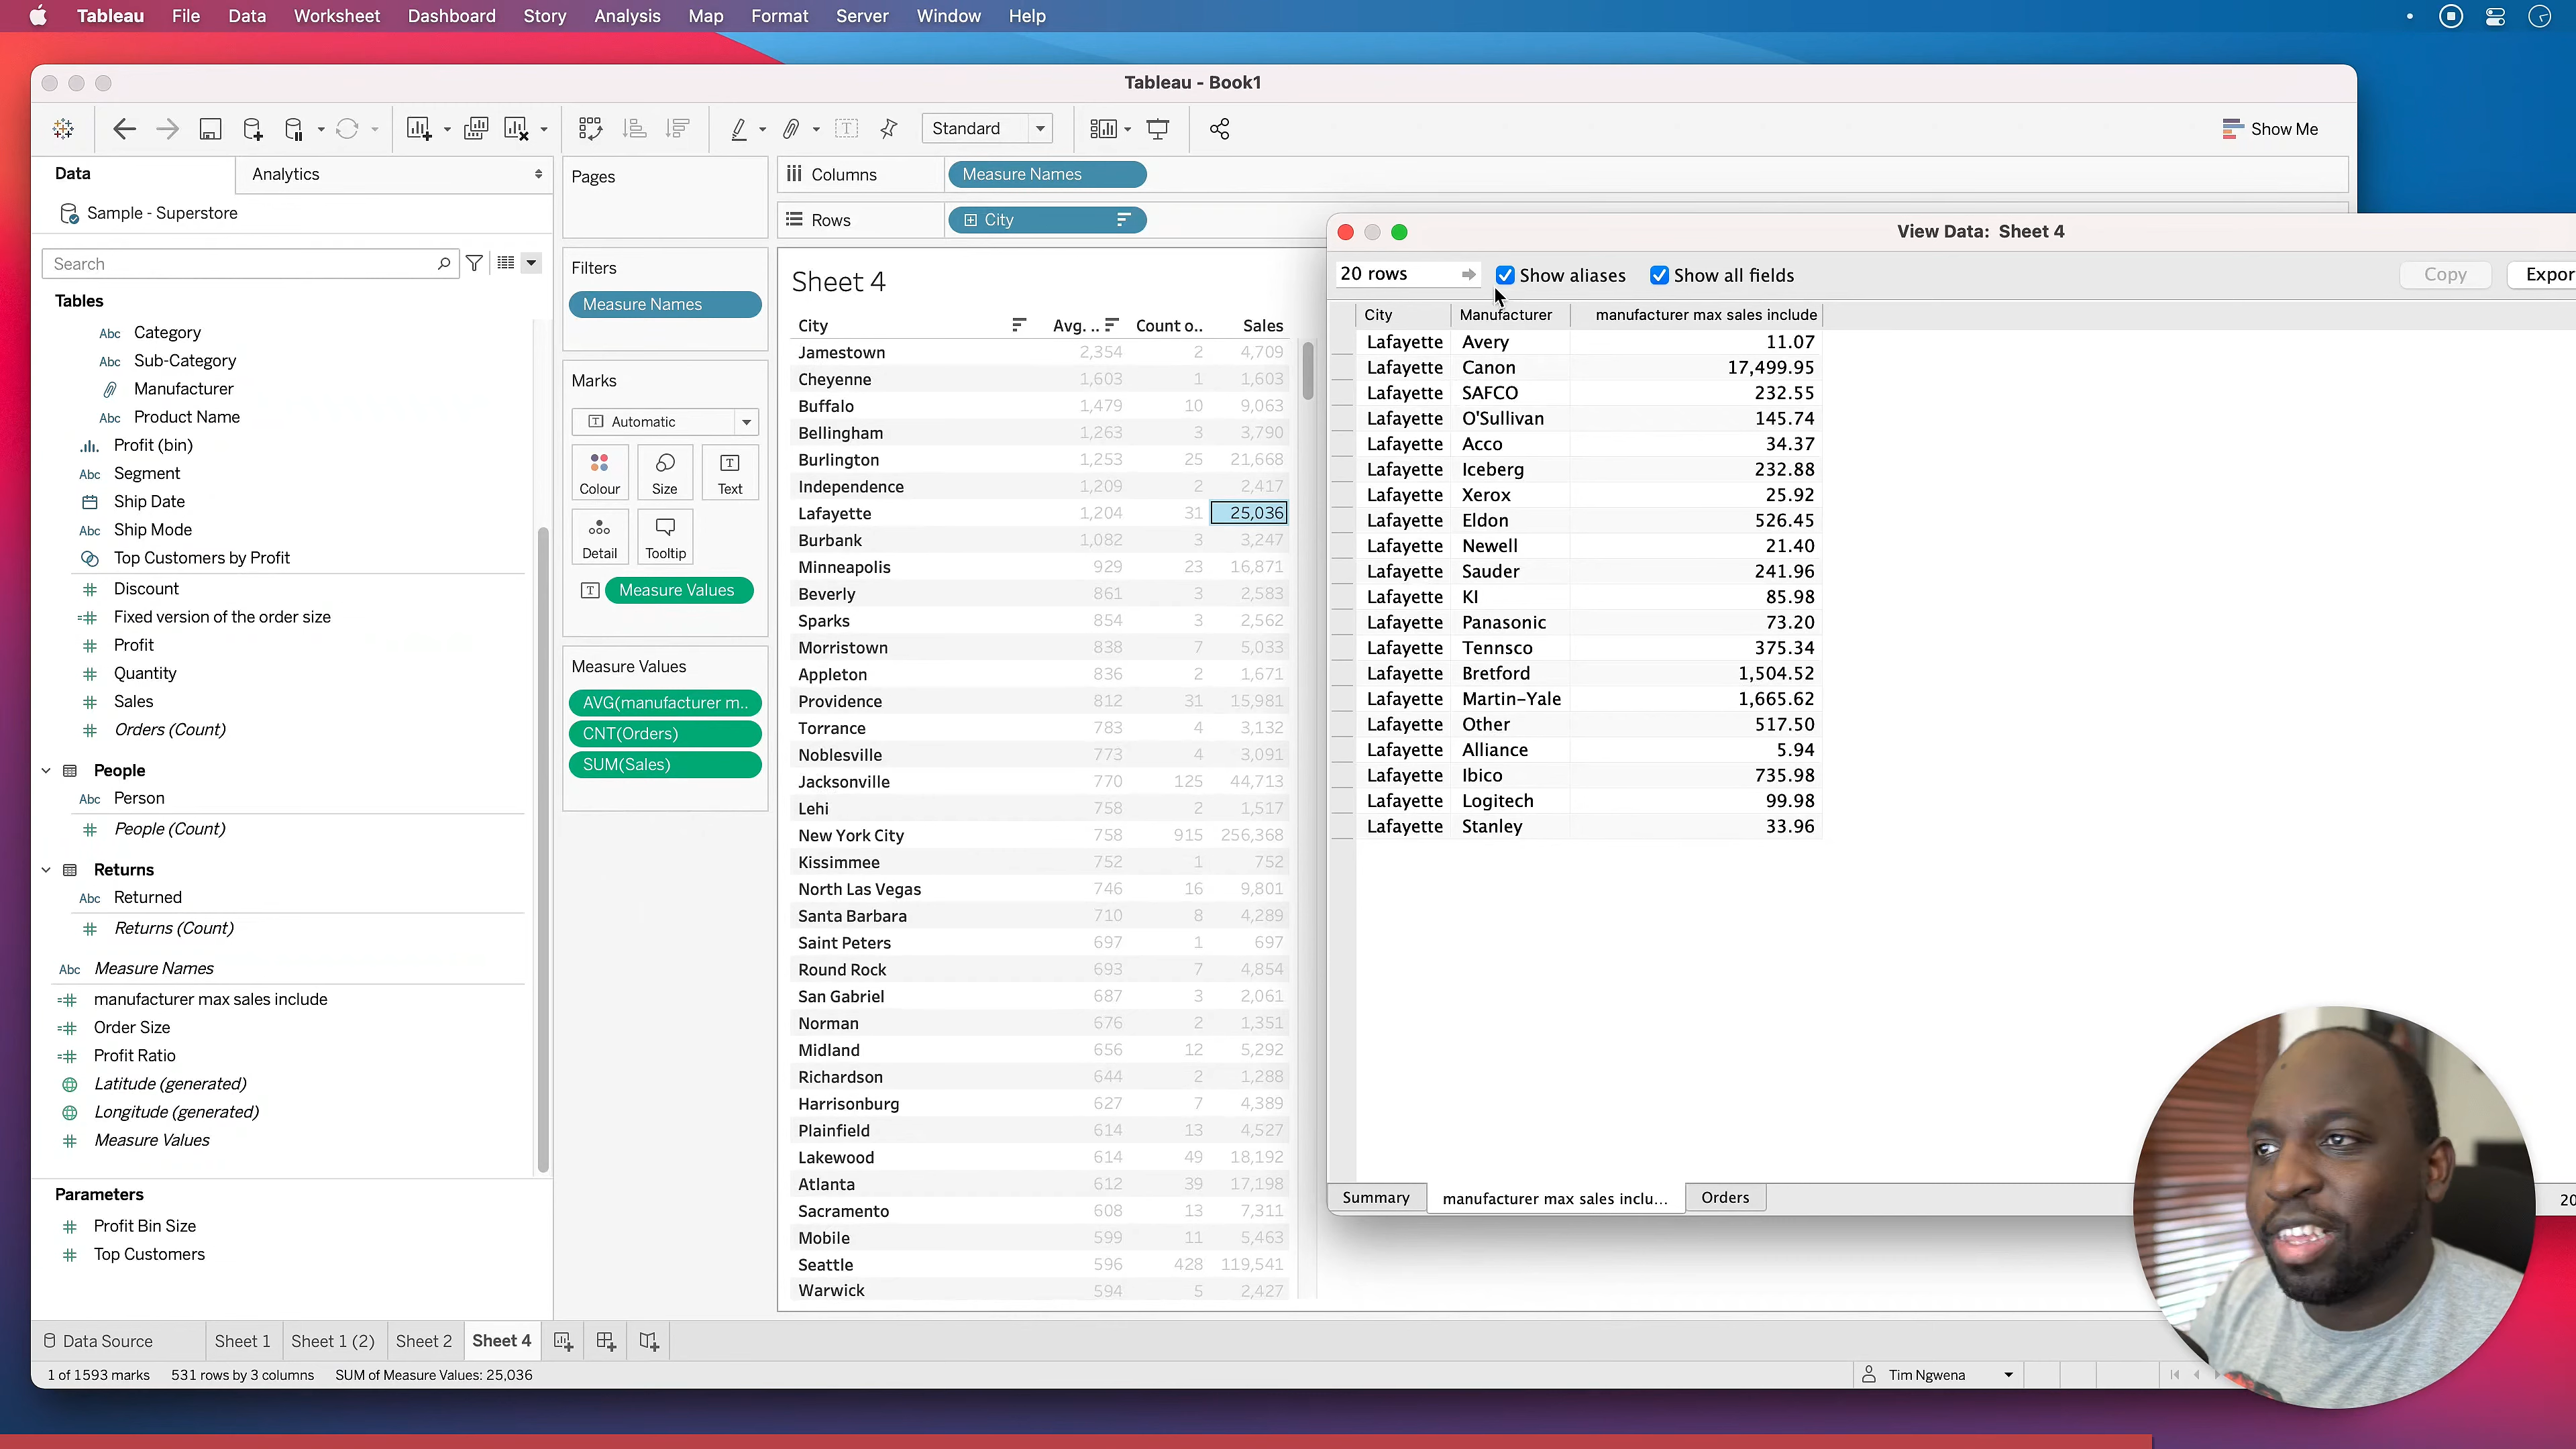 Tableau File Data Worksheet Dashboard Story Analysis Map Format Server Window Help
Tableau - Book1
Standard
Show Me
Data
Analytics
Sample - Superstore
Search
Tables
Abc Category
Abc Sub-Category
Manufacturer
Abc Product Name
Profit (bin)
Abc Segment
Ship Date
Abc Ship Mode
Top Customers by Profit
Discount
Fixed version of the order size
Profit
Quantity
Sales
Orders (Count)
People
Abc Person
People (Count)
Returns
Abc Returned
Returns (Count)
Abc Measure Names
manufacturer max sales include
Order Size
Profit Ratio
Latitude (generated)
Longitude (generated)
Measure Values
Parameters
Profit Bin Size
Top Customers
Pages
Filters
Measure Names
Marks
Automatic
Colour Size Text
Detail Tooltip
Measure Values
Measure Values
AVG(manufacturer m..
CNT(Orders)
SUM(Sales)
Columns Measure Names
Rows City
Sheet 4
City Avg. .. Count o.. Sales
Jamestown 2,354 2 4,709
Cheyenne 1,603 1 1,603
Buffalo 1,479 10 9,063
Bellingham 1,263 3 3,790
Burlington 1,253 25 21,668
Independence 1,209 2 2,417
Lafayette 1,204 31 25,036
Burbank 1,082 3 3,247
Minneapolis 929 23 16,871
Beverly 861 3 2,583
Sparks 854 3 2,562
Morristown 838 7 5,033
Appleton 836 2 1,671
Providence 812 31 15,981
Torrance 783 4 3,132
Noblesville 773 4 3,091
Jacksonville 770 125 44,713
Lehi 758 2 1,517
New York City 758 915 256,368
Kissimmee 752 1 752
North Las Vegas 746 16 9,801
Santa Barbara 710 8 4,289
Saint Peters 697 1 697
Round Rock 693 7 4,854
San Gabriel 687 3 2,061
Norman 676 2 1,351
Midland 656 12 5,292
Richardson 644 2 1,288
Harrisonburg 627 7 4,389
Plainfield 614 13 4,527
Lakewood 614 49 18,192
Atlanta 612 39 17,198
Sacramento 608 13 7,311
Mobile 599 11 5,463
Seattle 596 428 119,541
Warwick 594 5 2,427
View Data: Sheet 4
20 rows Show aliases Show all fields Copy Expor
City Manufacturer manufacturer max sales include
Lafayette Avery 11.07
Lafayette Canon 17,499.95
Lafayette SAFCO 232.55
Lafayette O'Sullivan 145.74
Lafayette Acco 34.37
Lafayette Iceberg 232.88
Lafayette Xerox 25.92
Lafayette Eldon 526.45
Lafayette Newell 21.40
Lafayette Sauder 241.96
Lafayette KI 85.98
Lafayette Panasonic 73.20
Lafayette Tennsco 375.34
Lafayette Bretford 1,504.52
Lafayette Martin-Yale 1,665.62
Lafayette Other 517.50
Lafayette Alliance 5.94
Lafayette Ibico 735.98
Lafayette Logitech 99.98
Lafayette Stanley 33.96
Summary manufacturer max sales inclu... Orders 20
Data Source Sheet 1 Sheet 1 (2) Sheet 2 Sheet 4
1 of 1593 marks 531 rows by 3 columns SUM of Measure Values: 25,036 Tim Ngwena